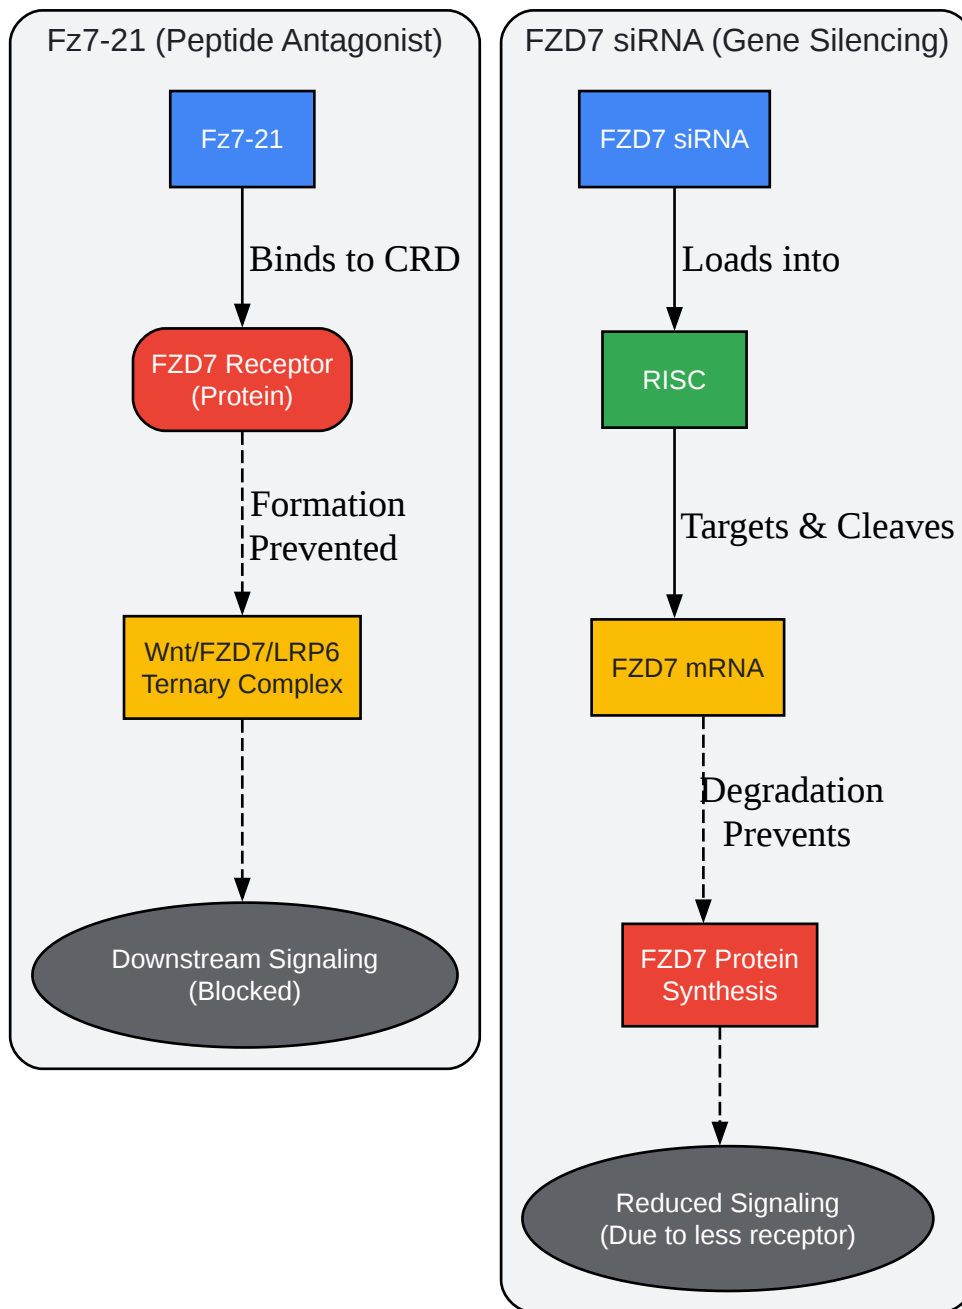 Fz7-21 (Peptide Antagonist)
Fz7-21
Binds to CRD
FZD7 Receptor
(Protein)
Formation
Prevented
Wnt/FZD7/LRP6
Ternary Complex
Downstream Signaling
(Blocked)
FZD7 siRNA (Gene Silencing)
FZD7 siRNA
Loads into
RISC
Targets & Cleaves
FZD7 mRNA
Degradation
Prevents
FZD7 Protein
Synthesis
Reduced Signaling
(Due to less receptor)